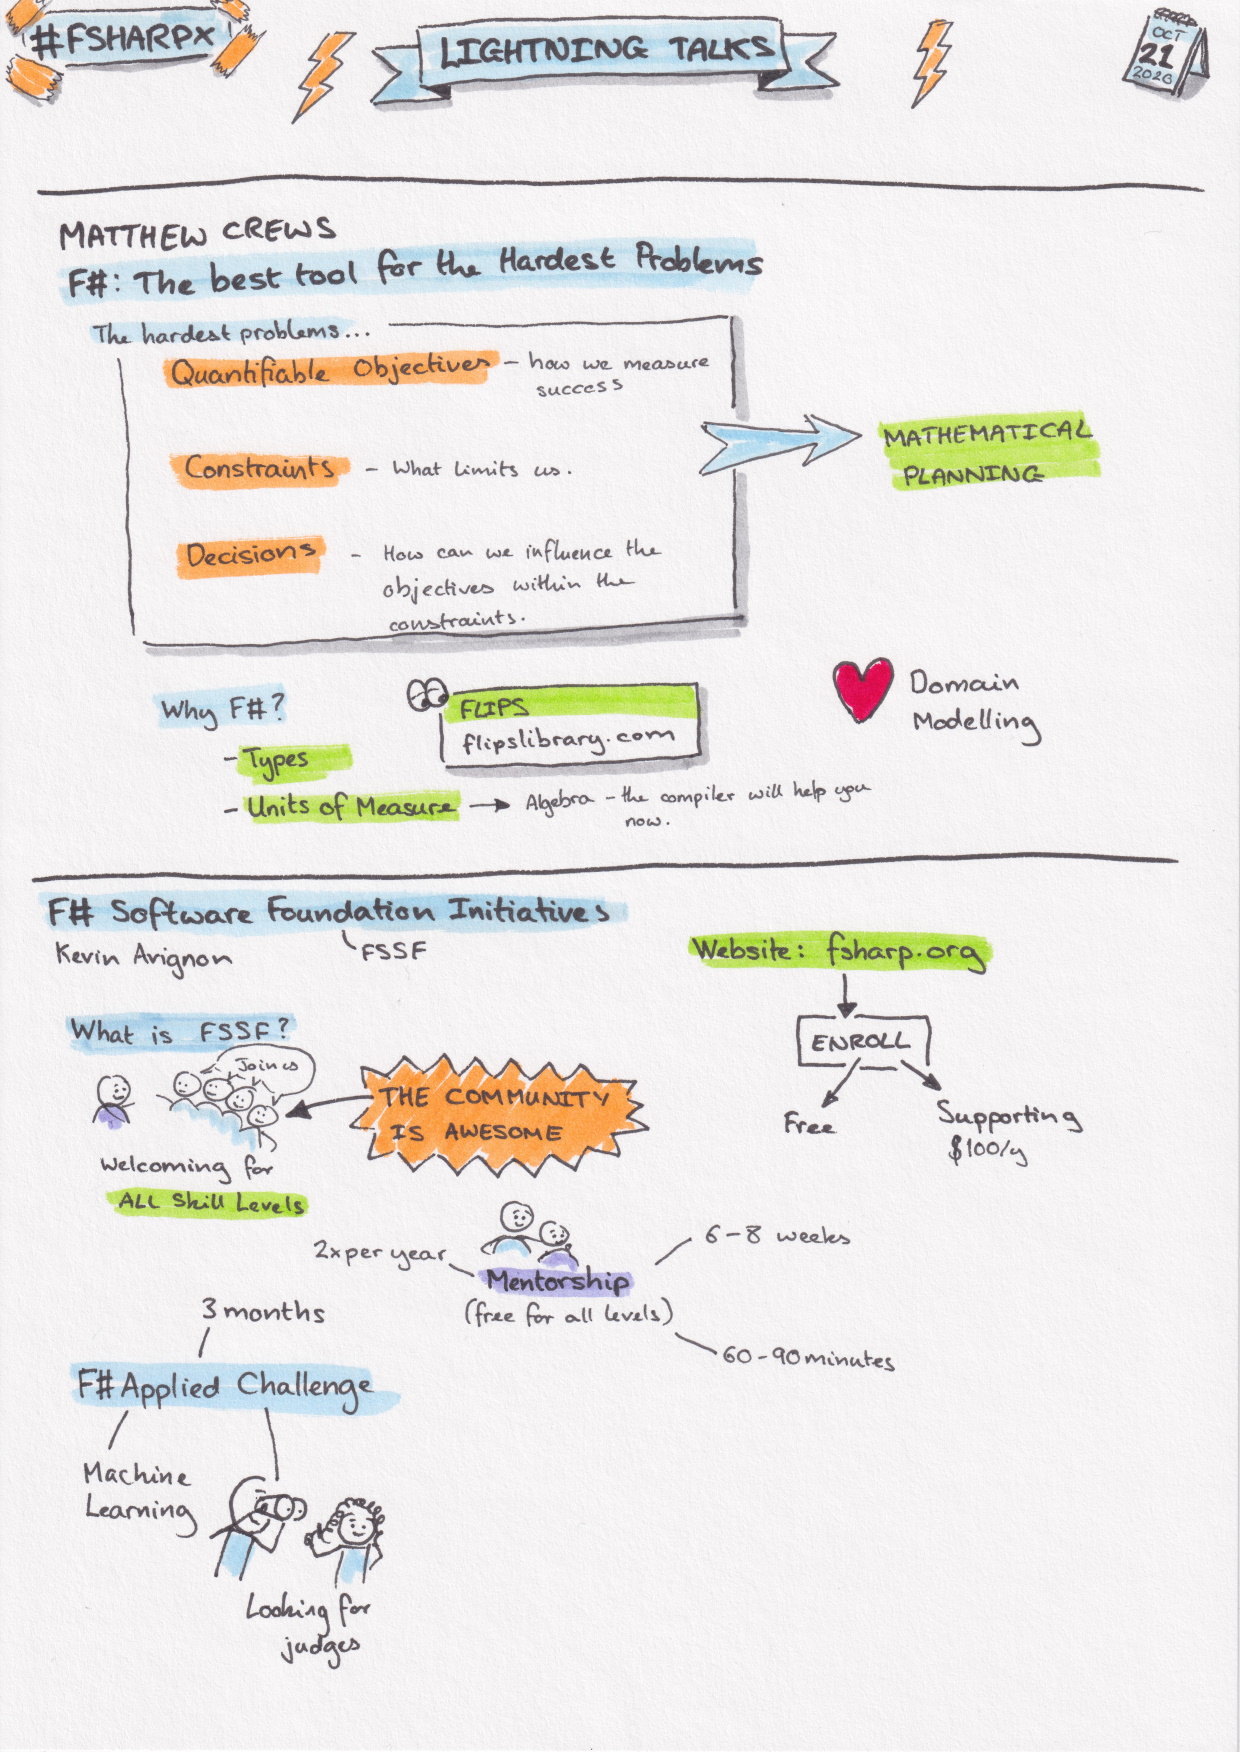 #FSHARPX
LIGHTNING TALKS
OCT
21
2020
MATTHEW CREWS
F#: The best tool for the Hardest Problems
The hardest problems...
Quantifiable Objectives - how we measure
success
Constraints - What limits us.
Decisions - How can we influence the
objectives within the
constraints.
MATHEMATICAL
PLANNING
Why F#?
- Types
- Units of Measure → Algebra - the compiler will help you
now.
FLIPS
flipslibrary.com
Domain
Modelling
F# Software Foundation Initiatives
Kevin Avignon
FSSF
Website: fsharp.org
ENROLL
Free
Supporting
$100/y
What is FSSF?
Join us
THE COMMUNITY
IS AWESOME
Welcoming for
ALL Skill Levels
2x per year
Mentorship
(free for all levels)
6-8 weeks
60-90 minutes
3 months
F# Applied Challenge
Machine
Learning
Looking for
judges